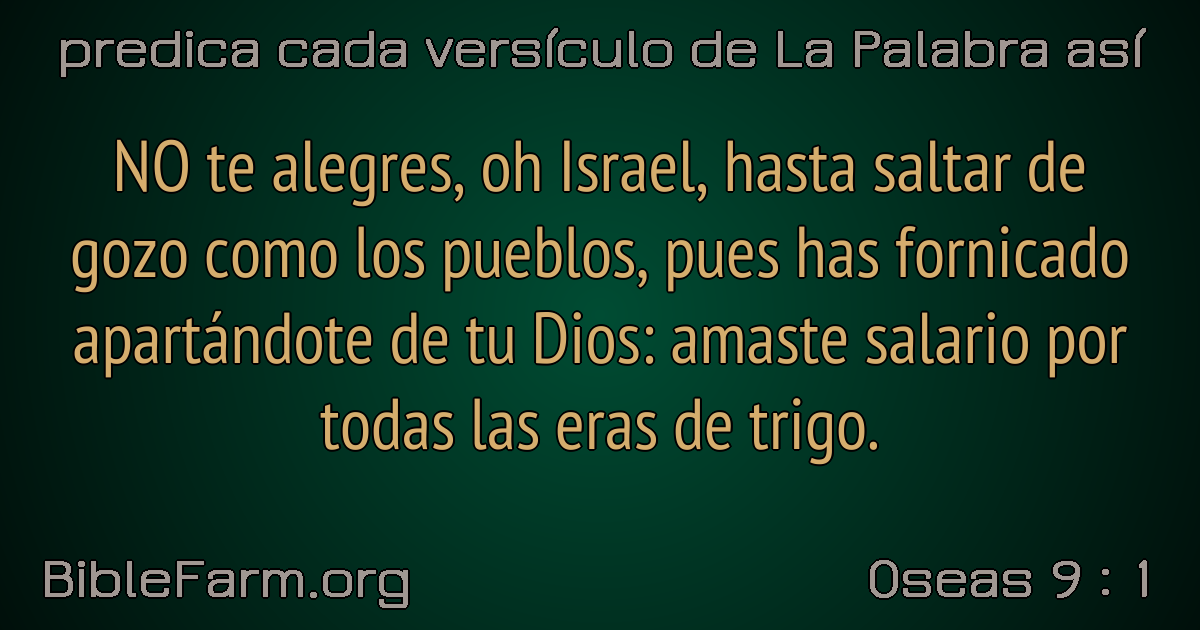 predica cada versículo de La Palabra así
NO te alegres, oh Israel, hasta saltar de
gozo como los pueblos, pues has fornicado
apartándote de tu Dios: amaste salario por
todas las eras de trigo.
BibleFarm.org
Oseas 9 : 1